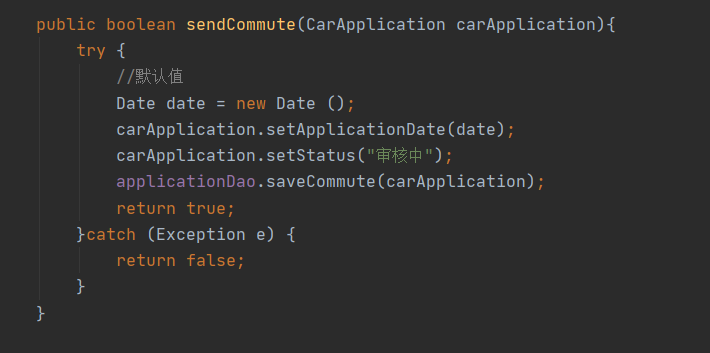 public boolean sendCommute(CarApplication carApplication){
try {
//默认值
Date date = new Date ();
carApplication.setApplicationDate(date);
carApplication.setStatus("审核中");
applicationDao.saveCommute(carApplication);
return true;
}catch (Exception e) {
return false;
}
}